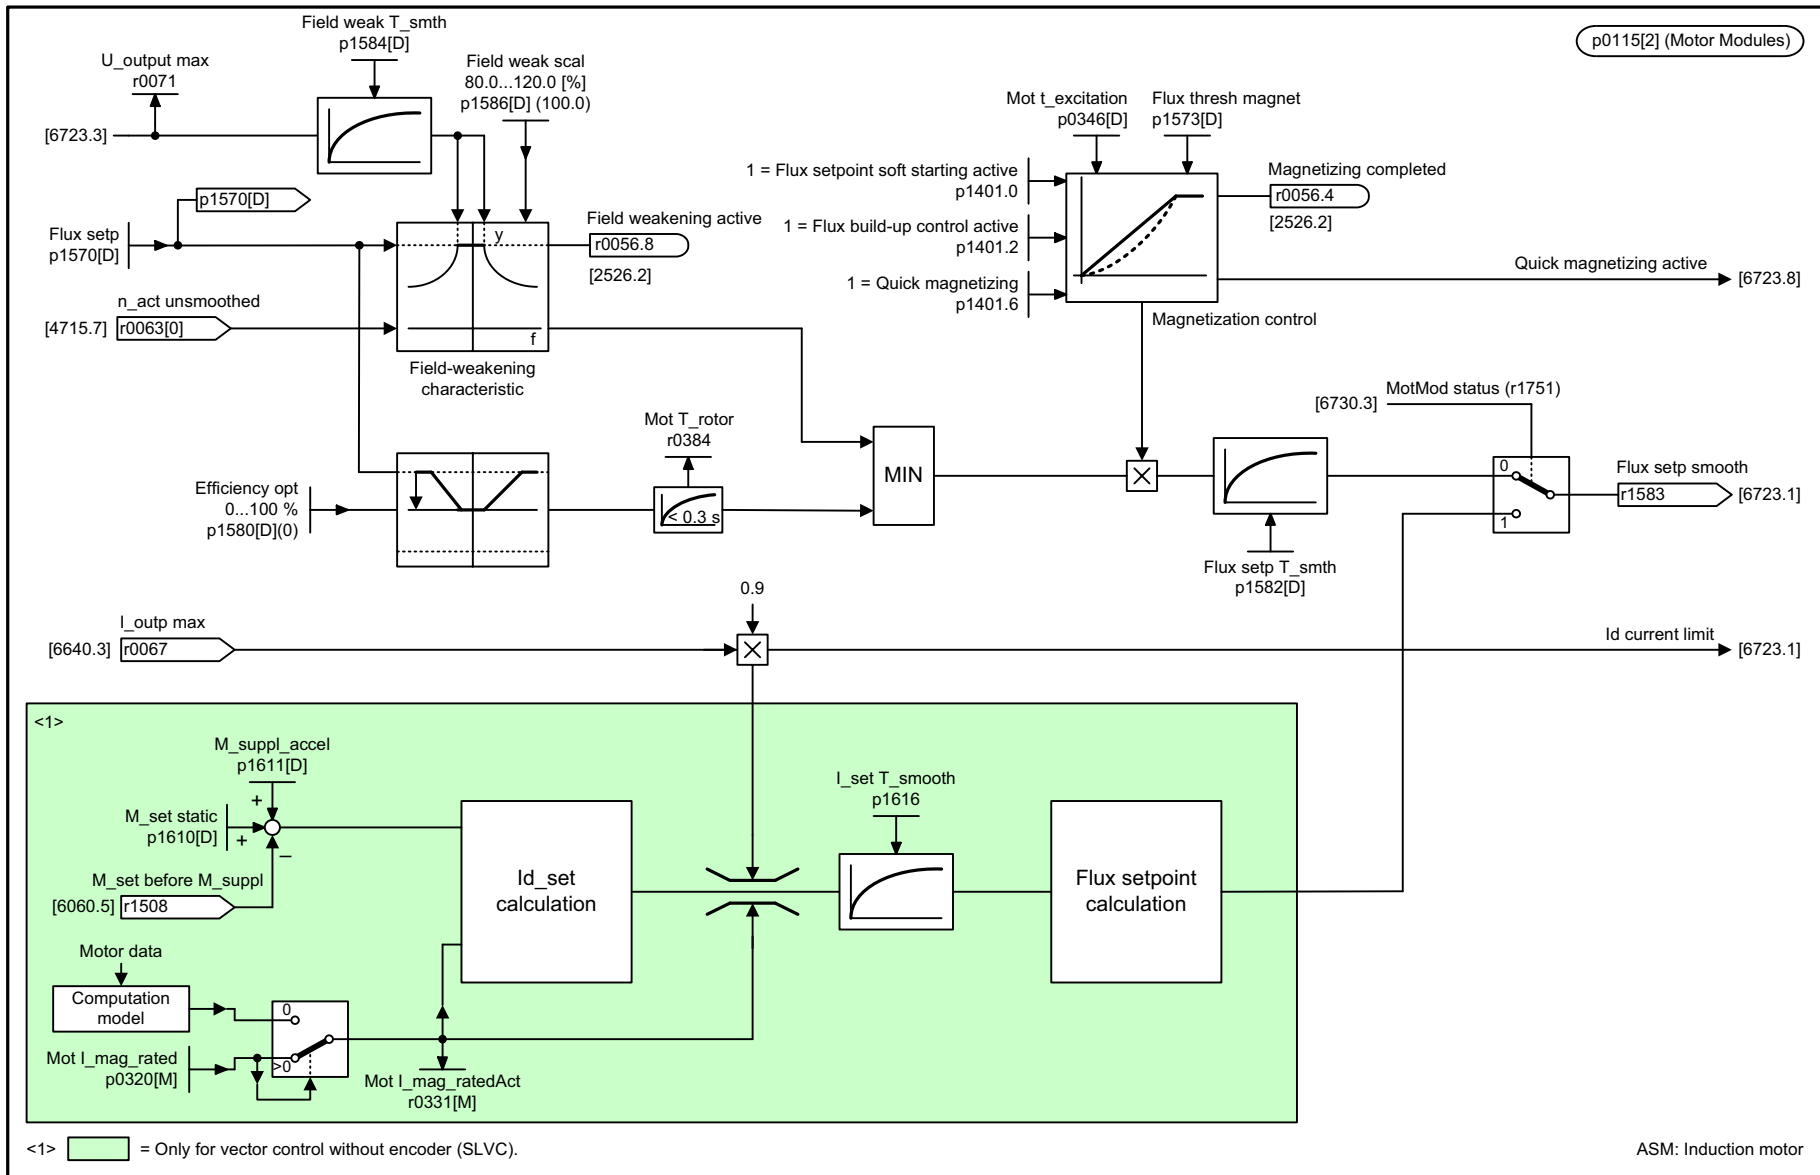 Field weak T_smth
p1584[D]
p0115[2] (Motor Modules)
U_output max
r0071
Field weak scal
80.0...120.0 [%]
p1586[D] (100.0)
[6723.3]
Mot t_excitation
p0346[D]
Flux thresh magnet
p1573[D]
1 = Flux setpoint soft starting active
p1401.0
Magnetizing completed
r0056.4
[2526.2]
p1570[D]
Flux setp
p1570[D]
y
f
Field weakening active
r0056.8
[2526.2]
1 = Flux build-up control active
p1401.2
1 = Quick magnetizing
p1401.6
Quick magnetizing active
[6723.8]
Magnetization control
n_act unsmoothed
[4715.7]
r0063[0]
Field-weakening
characteristic
MotMod status (r1751)
[6730.3]
Mot T_rotor
r0384
< 0.3 s
MIN
Efficiency opt
0...100 %
p1580[D](0)
0
1
Flux setp smooth
r1583
[6723.1]
Flux setp T_smth
p1582[D]
0.9
I_outp max
[6640.3]
r0067
Id current limit
[6723.1]
<1>
M_suppl_accel
p1611[D]
+
M_set static
p1610[D]
+
−
M_set before M_suppl
[6060.5]
r1508
Id_set
calculation
I_set T_smooth
p1616
Flux setpoint
calculation
Motor data
Computation
model
0
>0
Mot I_mag_rated
p0320[M]
Mot I_mag_ratedAct
r0331[M]
<1>
= Only for vector control without encoder (SLVC).
ASM: Induction motor